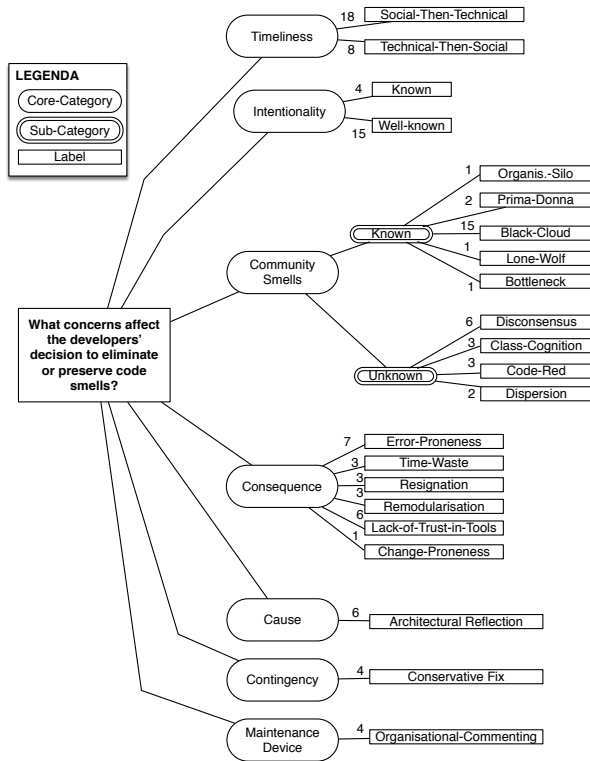 18
Social-Then-Technical
Timeliness
8
Technical-Then-Social
LEGENDA
Core-Category
Sub-Category
Label
4
Known
Intentionality
15
Well-known
1
Organis.-Silo
2
Prima-Donna
Known
15
Black-Cloud
1
Lone-Wolf
1
Bottleneck
Community
Smells
6
Disconsensus
3
Class-Cognition
3
Code-Red
Unknown
2
Dispersion
What concerns affect
the developers'
decision to eliminate
or preserve code
smells?
7
Error-Proneness
3
Time-Waste
Consequence
3
Resignation
3
Remodularisation
6
Lack-of-Trust-in-Tools
1
Change-Proneness
Cause
6
Architectural Reflection
Contingency
4
Conservative Fix
Maintenance
Device
4
Organisational-Commenting